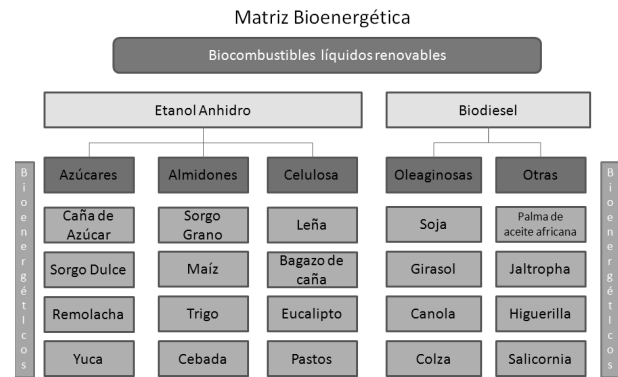 Matriz Bioenergética
Biocombustibles líquidos renovables
Etanol Anhidro
Biodiesel
Azúcares
Almidones
Celulosa
Oleaginosas
Otras
Caña de
Azúcar
Sorgo
Grano
Leña
Soja
Palma de
aceite africana
Sorgo Dulce
Maíz
Bagazo de
caña
Girasol
Jaltropha
Remolacha
Trigo
Eucalipto
Canola
Higuerilla
Yuca
Cebada
Pastos
Colza
Salicornia
Bioenergétlcos
Bioenergétlcos